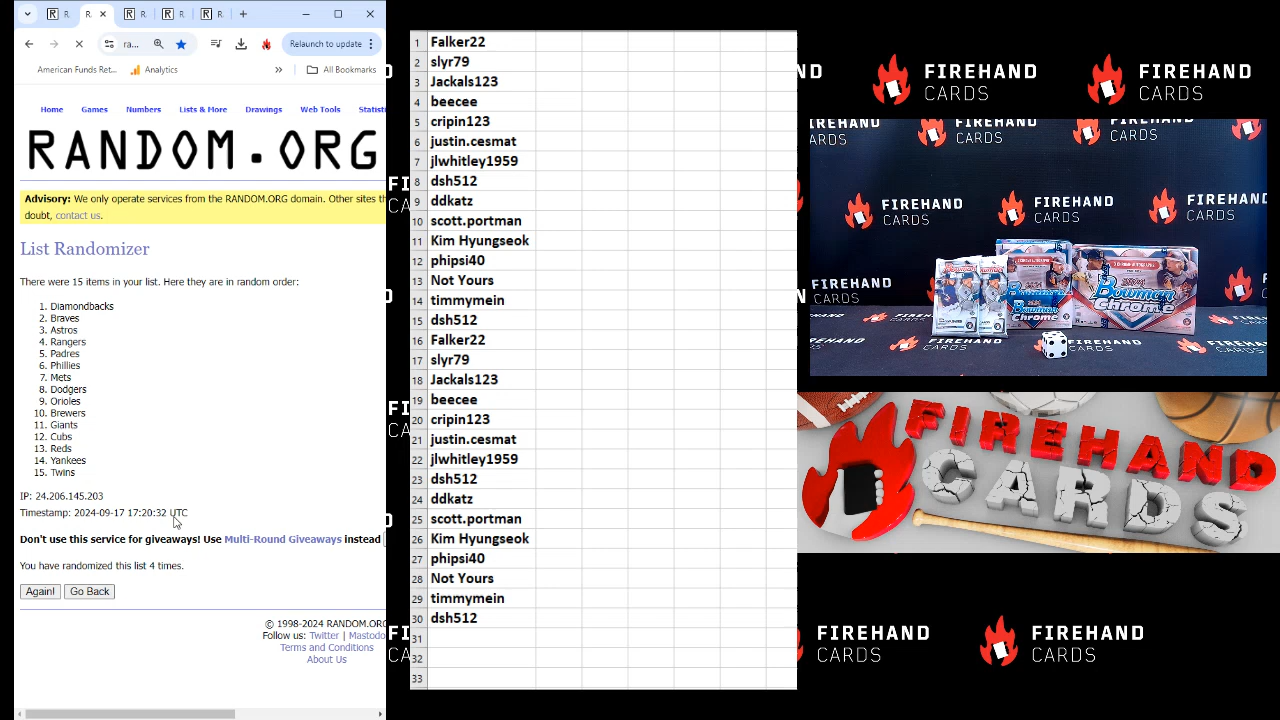 ra...
Relaunch to update
American Funds Ret...
Analytics
»
All Bookmarks
Home
Games
Numbers
Lists & More
Drawings
Web Tools
Statisti
RANDOM.ORG
Advisory: We only operate services from the RANDOM.ORG domain. Other sites th
doubt, contact us.
List Randomizer
There were 15 items in your list. Here they are in random order:
1. Diamondbacks
2. Braves
3. Astros
4. Rangers
5. Padres
6. Phillies
7. Mets
8. Dodgers
9. Orioles
10. Brewers
11. Giants
12. Cubs
13. Reds
14. Yankees
15. Twins
IP: 24.206.145.203
Timestamp: 2024-09-17 17:20:32 UTC
Don't use this service for giveaways! Use Multi-Round Giveaways instead
You have randomized this list 4 times.
Again!
Go Back
© 1998-2024 RANDOM.ORG
Follow us: Twitter | Mastodo
Terms and Conditions
About Us
1 Falker22
2 slyr79
3 Jackals123
4 beecee
5 cripin123
6 justin.cesmat
7 jlwhitley1959
8 dsh512
9 ddkatz
10 scott.portman
11 Kim Hyungseok
12 phipsi40
13 Not Yours
14 timmymein
15 dsh512
16 Falker22
17 slyr79
18 Jackals123
19 beecee
20 cripin123
21 justin.cesmat
22 jlwhitley1959
23 dsh512
24 ddkatz
25 scott.portman
26 Kim Hyungseok
27 phipsi40
28 Not Yours
29 timmymein
30 dsh512
31
32
33
FIREHAND
CARDS
FIREHAND
CARDS
FIREHAND
CARDS
FIREHAND
CARDS
FIREHAND
CARDS
Bowman
Chrome
Bowman
Chrome
FIREHAND
CARDS
FIREHAND
CARDS
FIREHAND
CARDS